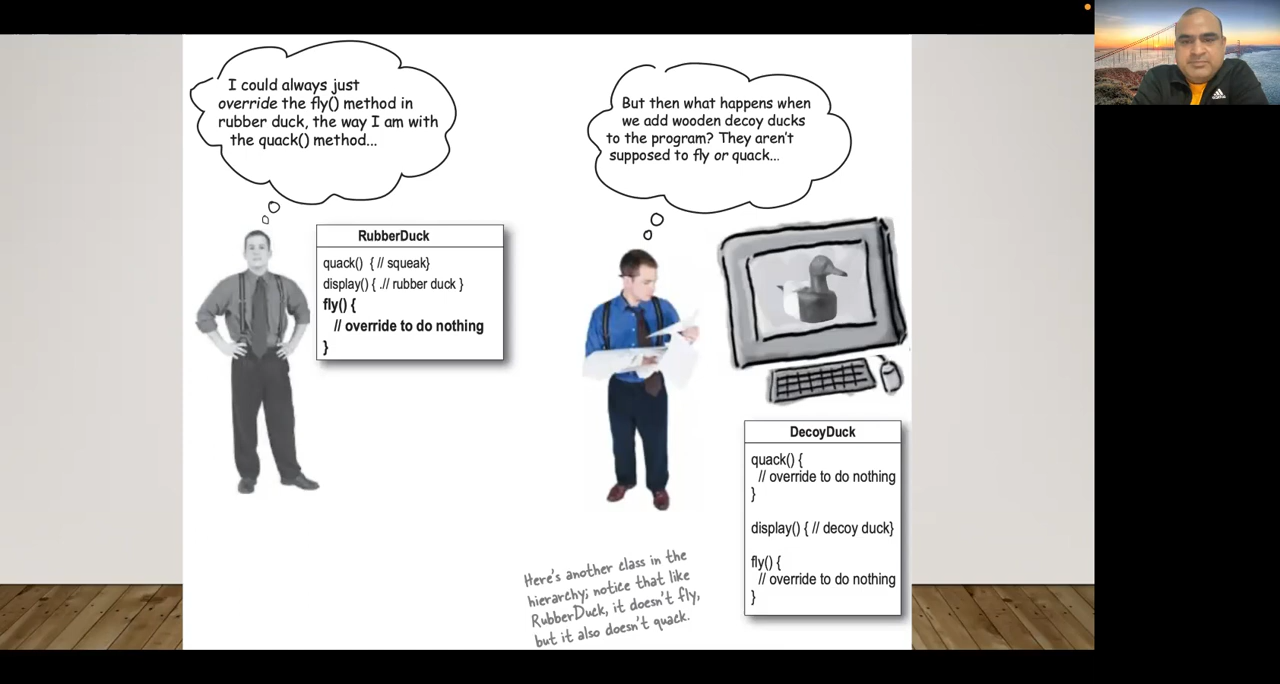 I could always just
override the fly() method in
rubber duck, the way I am with
the quack() method...
But then what happens when
we add wooden decoy ducks
to the program? They aren't
supposed to fly or quack...
RubberDuck
quack() { // squeak}
display() { .// rubber duck }
fly() {
// override to do nothing
}
DecoyDuck
quack() {
// override to do nothing
}
display() { // decoy duck}
fly() {
// override to do nothing
}
Here's another class in the
hierarchy; notice that like
RubberDuck, it doesn't fly,
but it also doesn't quack.